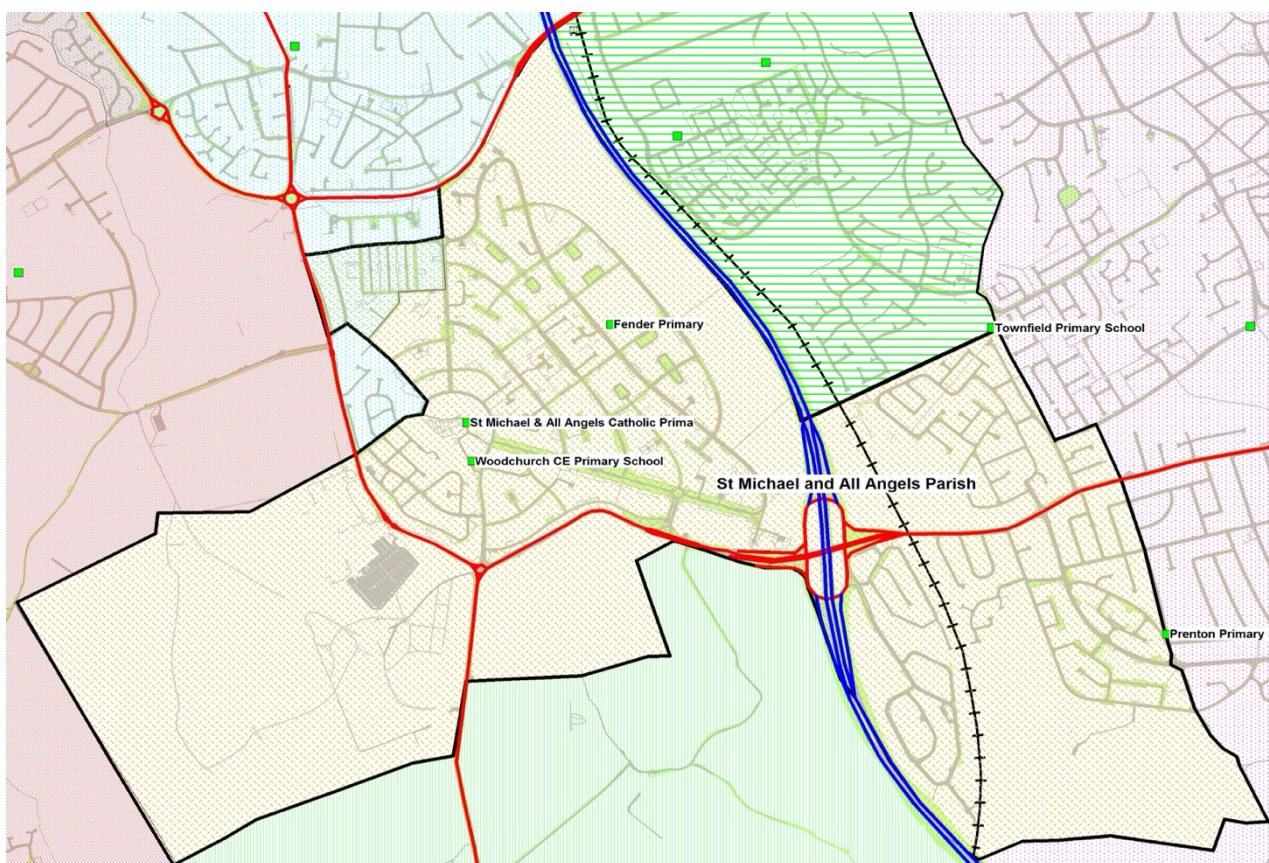 Fender Primary
Townfield Primary School
St Michael & All Angels Catholic Prima
Woodchurch CE Primary School
St Michael and All Angels Parish
Prenton Primary